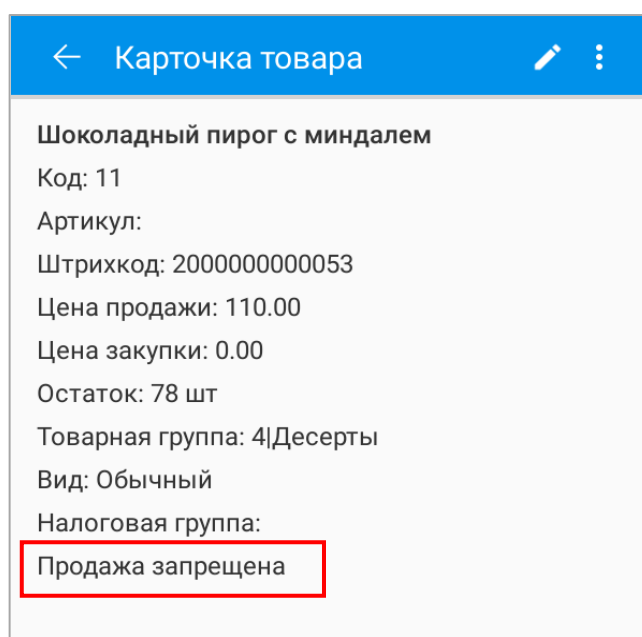 Карточка товара
Шоколадный пирог с миндалем
Код: 11
Артикул:
Штрихкод: 2000000000053
Цена продажи: 110.00
Цена закупки: 0.00
Остаток: 78 шт
Товарная группа: 4|Десерты
Вид: Обычный
Налоговая группа:
Продажа запрещена